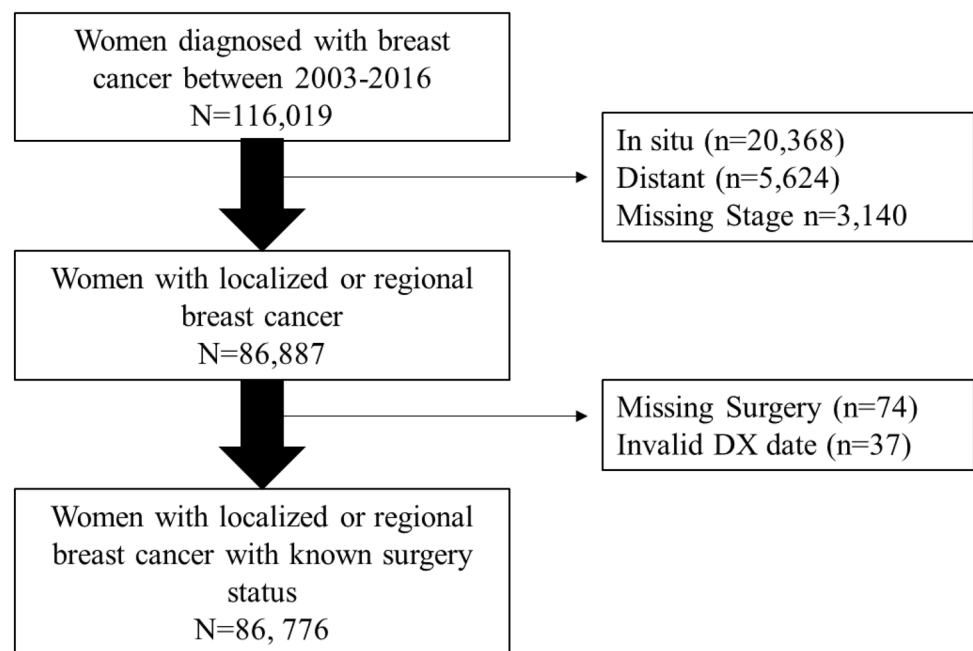 Women diagnosed with breast
cancer between 2003-2016
N=116,019
In situ (n=20,368)
Distant (n=5,624)
Missing Stage n=3,140
Women with localized or regional
breast cancer
N=86,887
Missing Surgery (n=74)
Invalid DX date (n=37)
Women with localized or regional
breast cancer with known surgery
status
N=86, 776